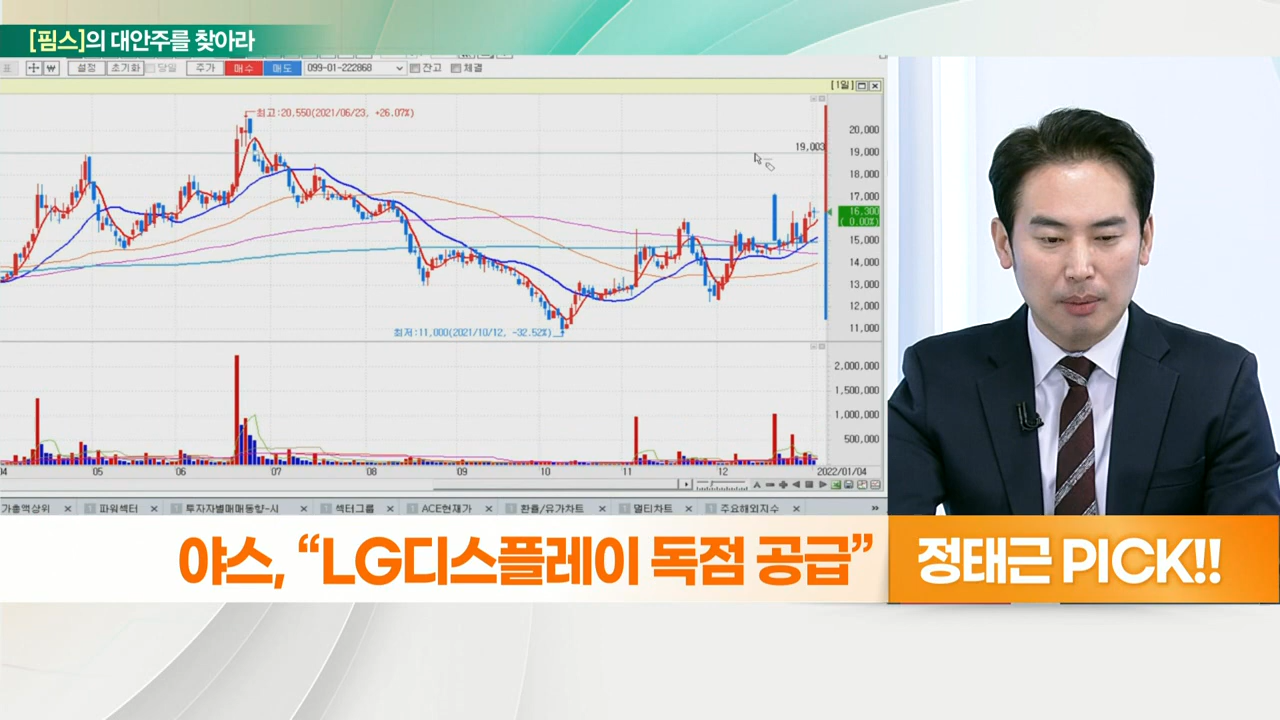 [핌스]의 대안주를 찾아라
설정 초기화 당일 주가 매수 매도 099-01-222868 잔고 체결
[1일]
최고:20,550(2021/06/23, +26.07%)
20,000
19,003
19,000
18,000
17,000
16,300
( 0.00%)
15,000
14,000
13,000
12,000
11,000
최저:11,000(2021/10/12, -32.52%)
2,000,000
1,500,000
1,000,000
500,000
04 05 06 07 08 09 10 11 12 2022/01/04
가총액상위 파워섹터 투자자별매매동향-시 섹터그룹 ACE현재가 환율/유가차트 멀티차트 주요해외지수
야스, “LG디스플레이 독점 공급”
정태근 PICK!!